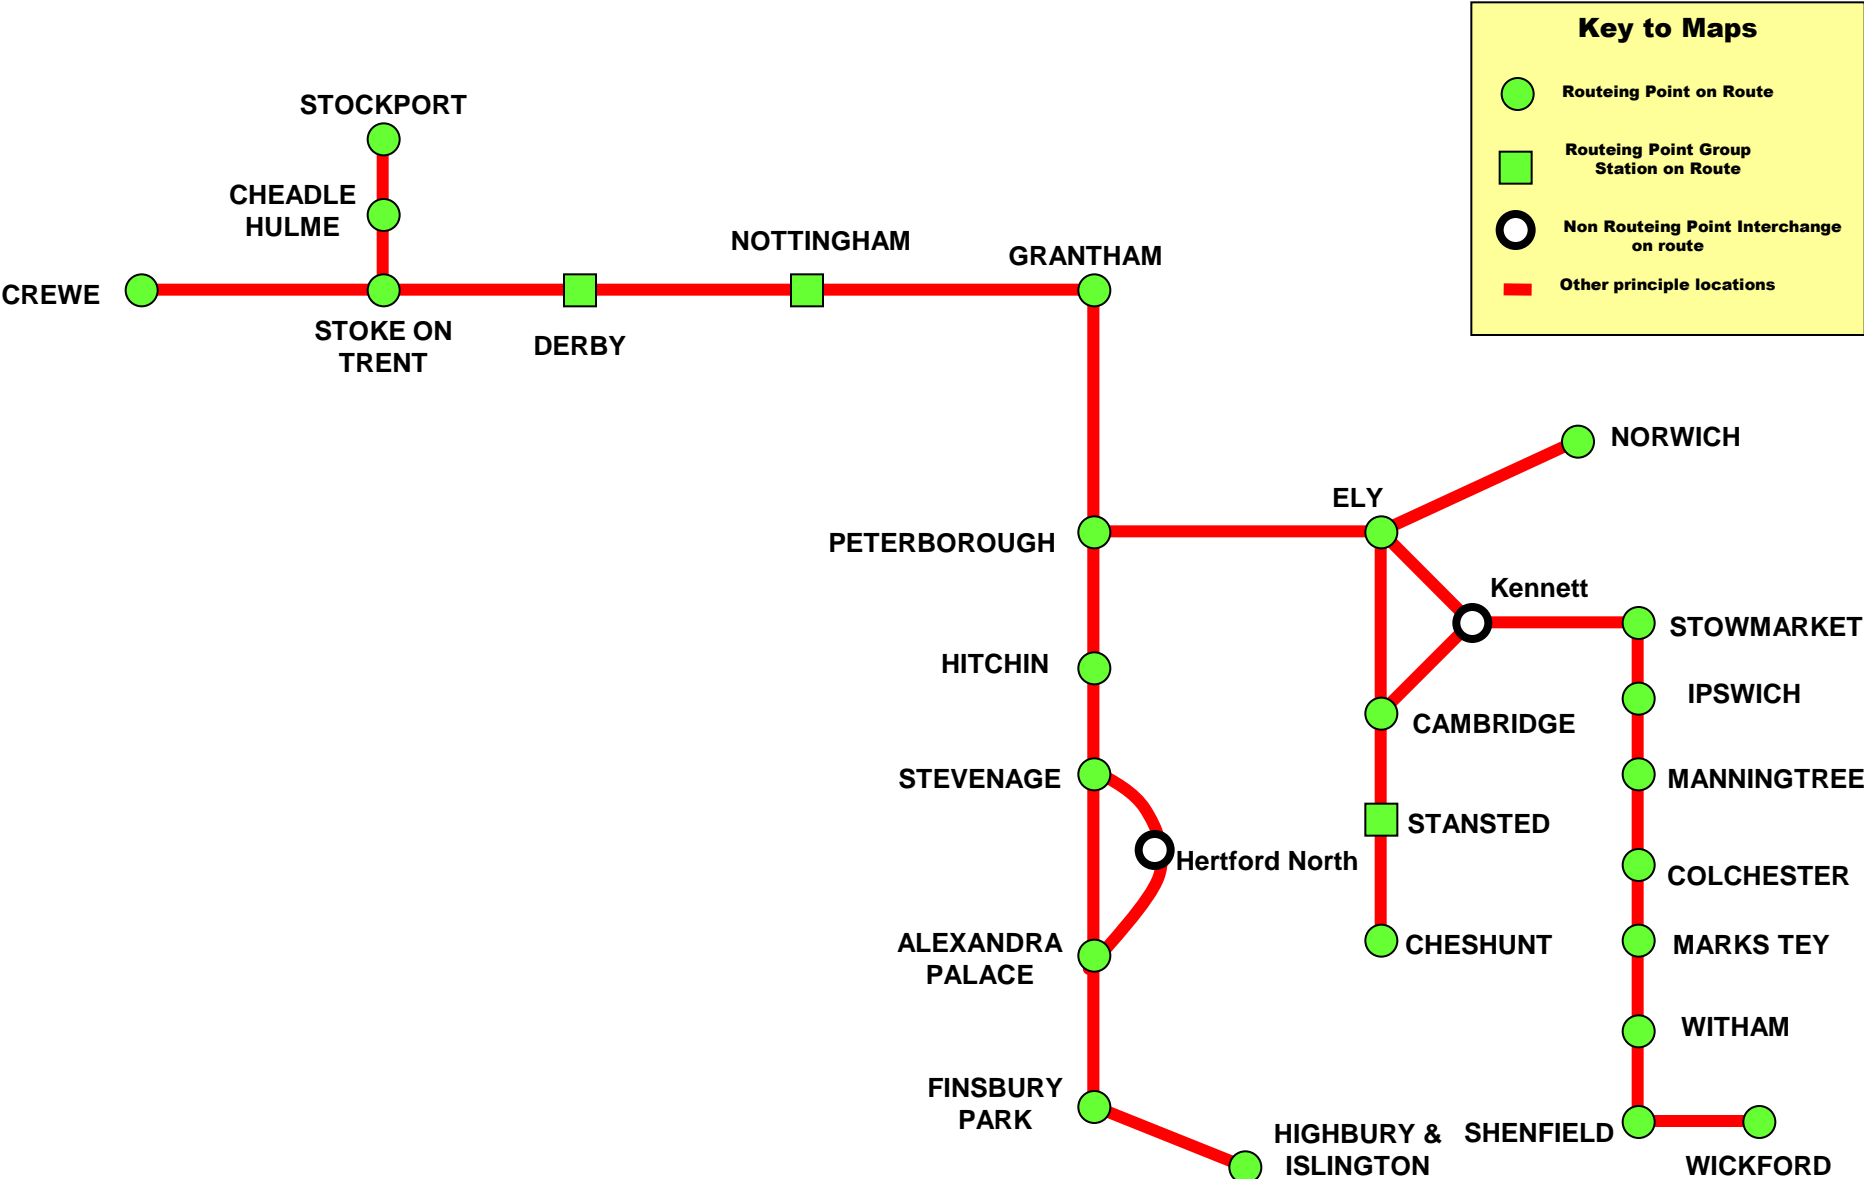 Key to Maps
Routeing Point on Route
Routeing Point Group
Station on Route
Non Routeing Point Interchange
on route
Other principle locations
STOCKPORT
CHEADLE
HULME
NOTTINGHAM
GRANTHAM
CREWE
STOKE ON
TRENT
DERBY
NORWICH
ELY
PETERBOROUGH
Kennett
STOWMARKET
HITCHIN
IPSWICH
CAMBRIDGE
STEVENAGE
MANNINGTREE
STANSTED
Hertford North
COLCHESTER
ALEXANDRA
PALACE
CHESHUNT
MARKS TEY
WITHAM
FINSBURY
PARK
HIGHBURY &
ISLINGTON
SHENFIELD
WICKFORD